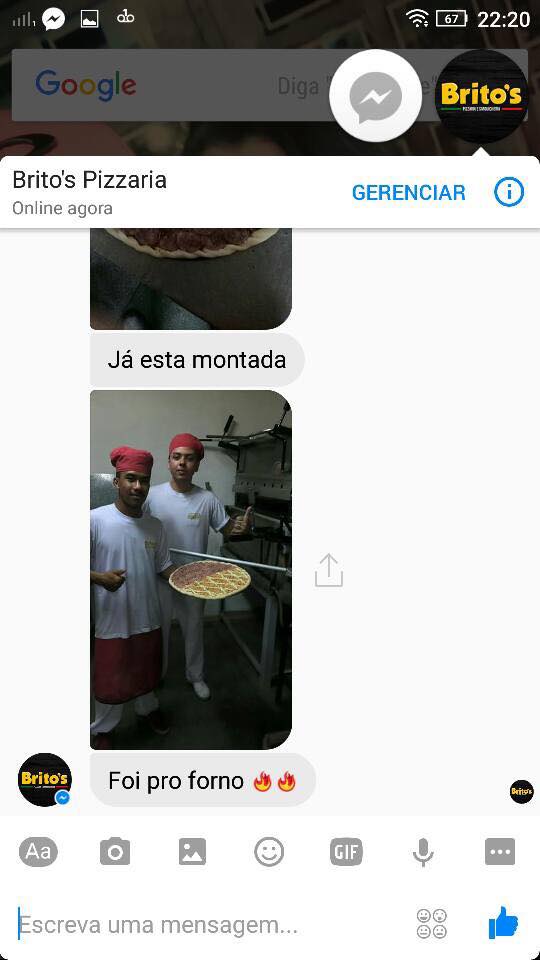 67 22:20
Google Diga "
Brito's
Brito's Pizzaria
Online agora
GERENCIAR
Já esta montada
Brito's
Foi pro forno 🔥🔥
Brito's
Aa
GIF
Escreva uma mensagem...